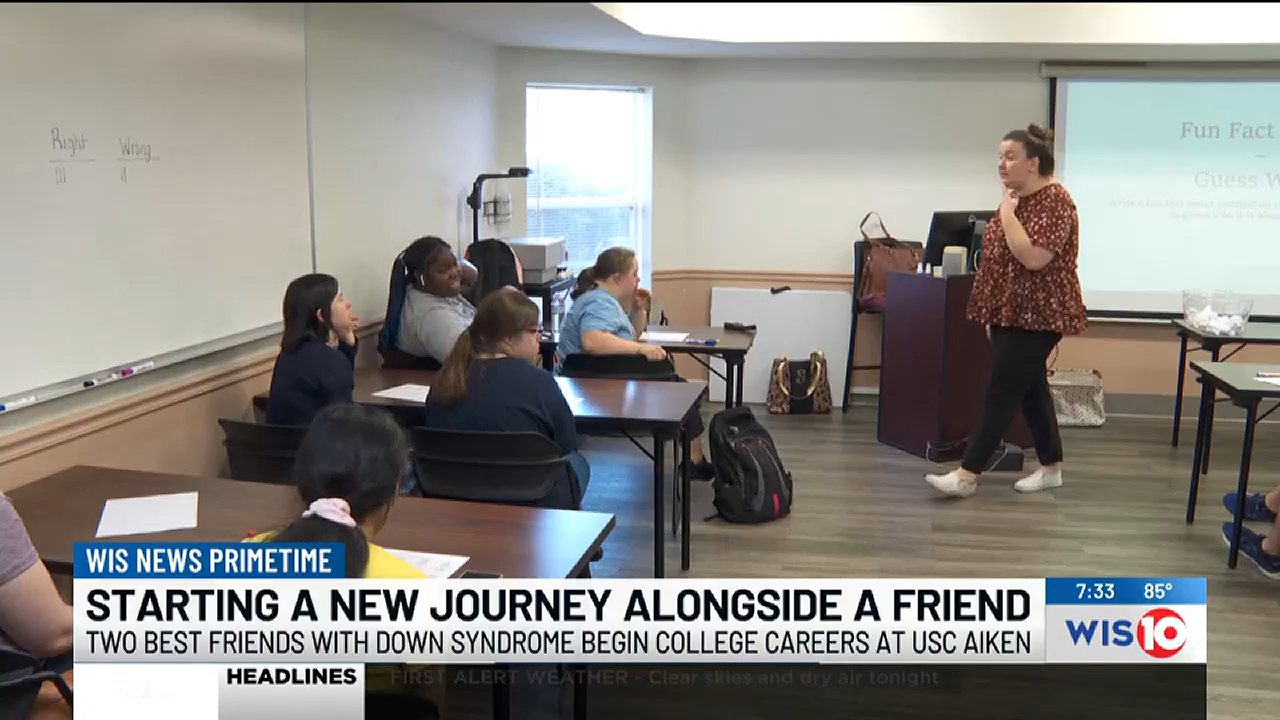 Right Wrong
Fun Fact
Guess W
WIS NEWS PRIMETIME
STARTING A NEW JOURNEY ALONGSIDE A FRIEND
TWO BEST FRIENDS WITH DOWN SYNDROME BEGIN COLLEGE CAREERS AT USC AIKEN
7:33 85°
WIS10
HEADLINES
FIRST ALERT WEATHER - Clear skies and dry air tonight